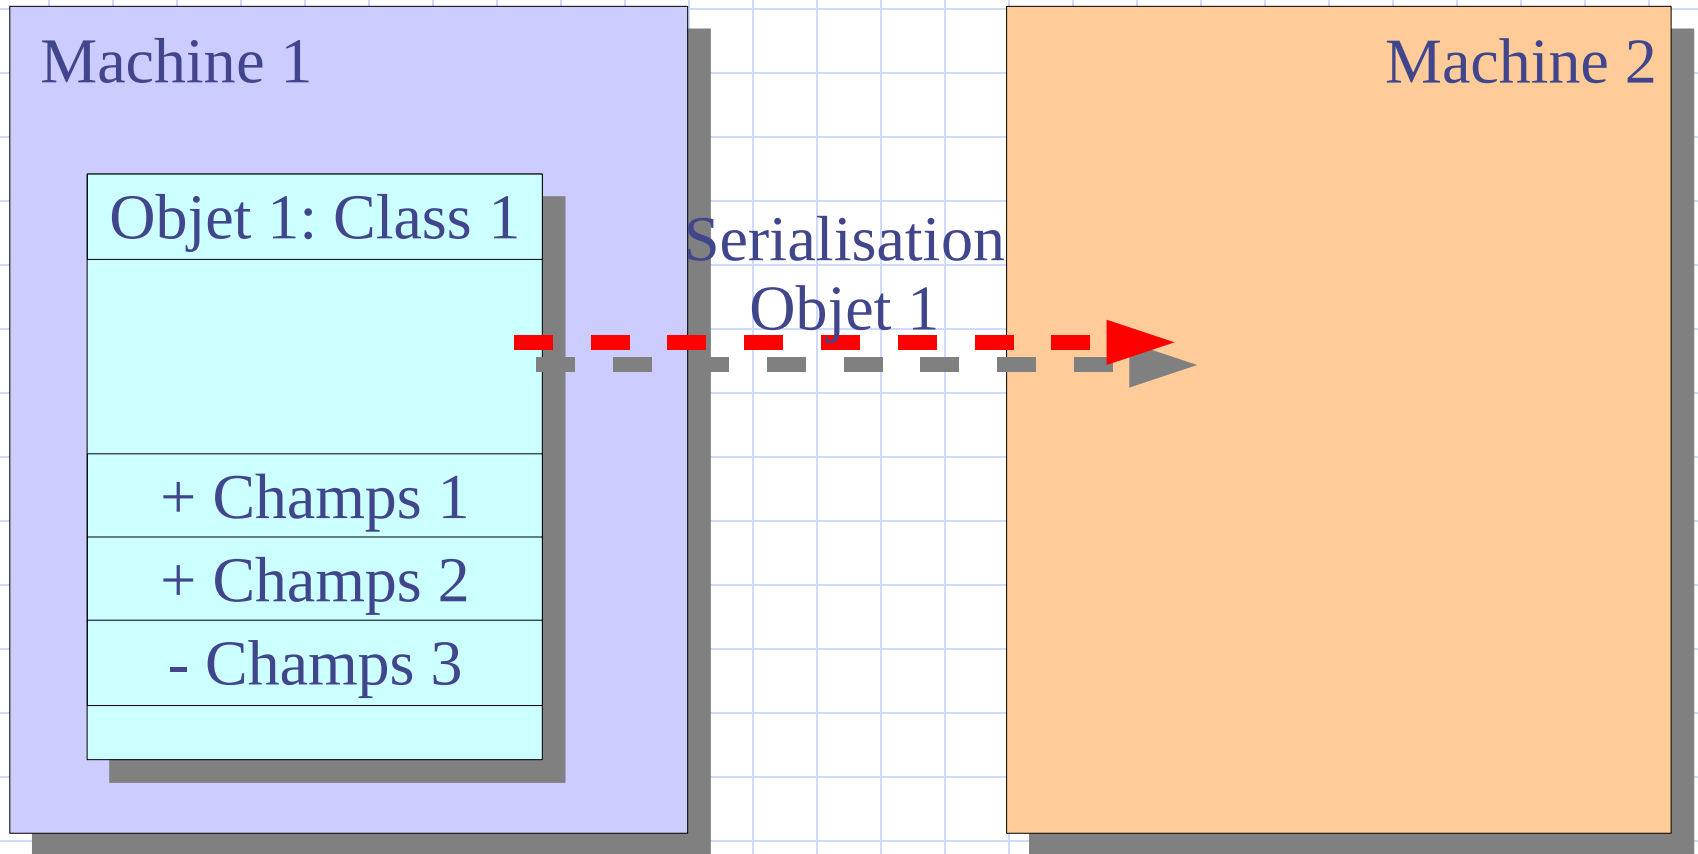 Machine 1
Machine 2
Objet 1: Class 1
Serialisation
Objet 1
+ Champs 1
+ Champs 2
- Champs 3